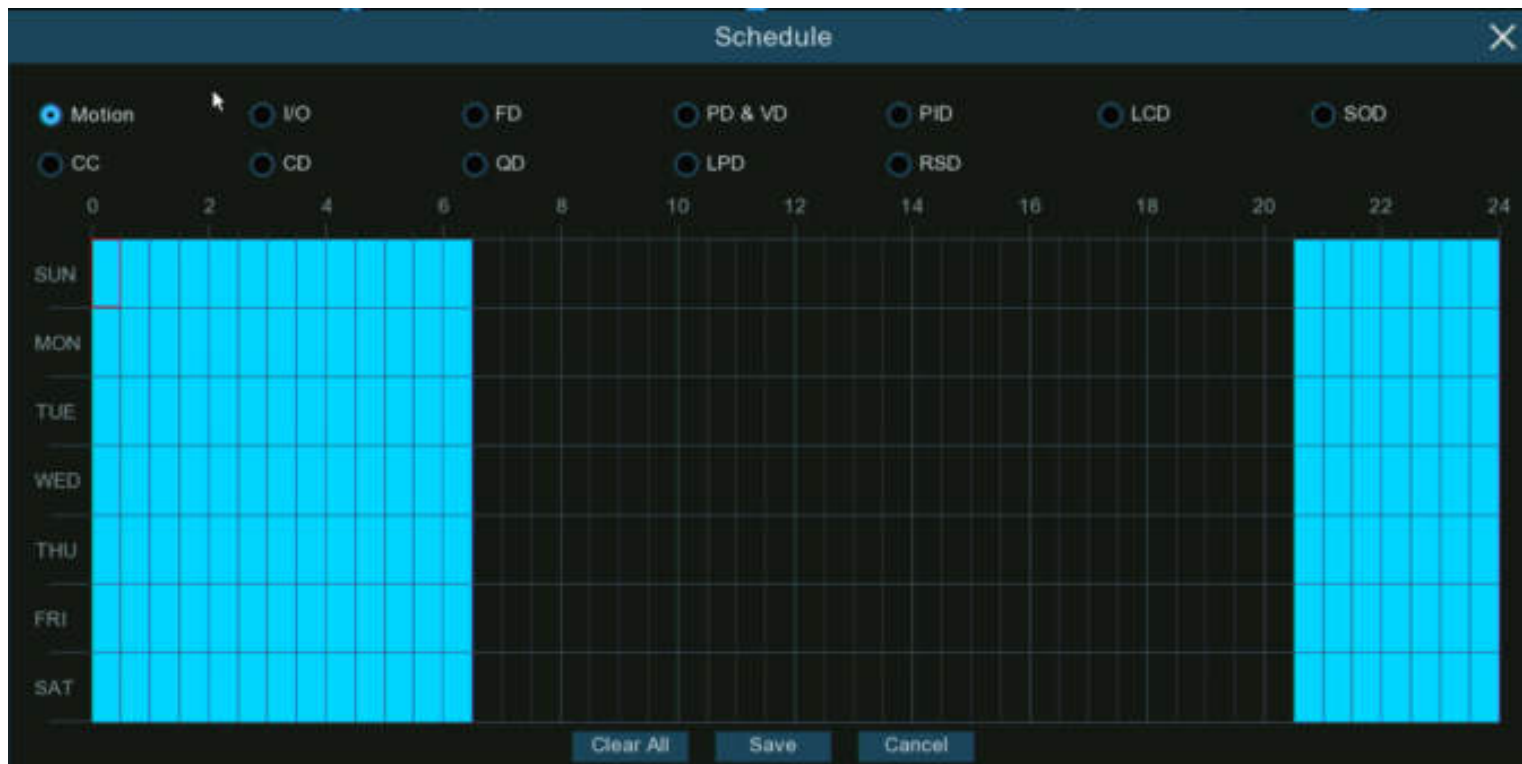 Schedule
Motion I/O FD PD & VD PID LCD SOD
CC CD QD LPD RSD
0 2 4 6 8 10 12 14 16 18 20 22 24
SUN
MON
TUE
WED
THU
FRI
SAT
Clear All Save Cancel